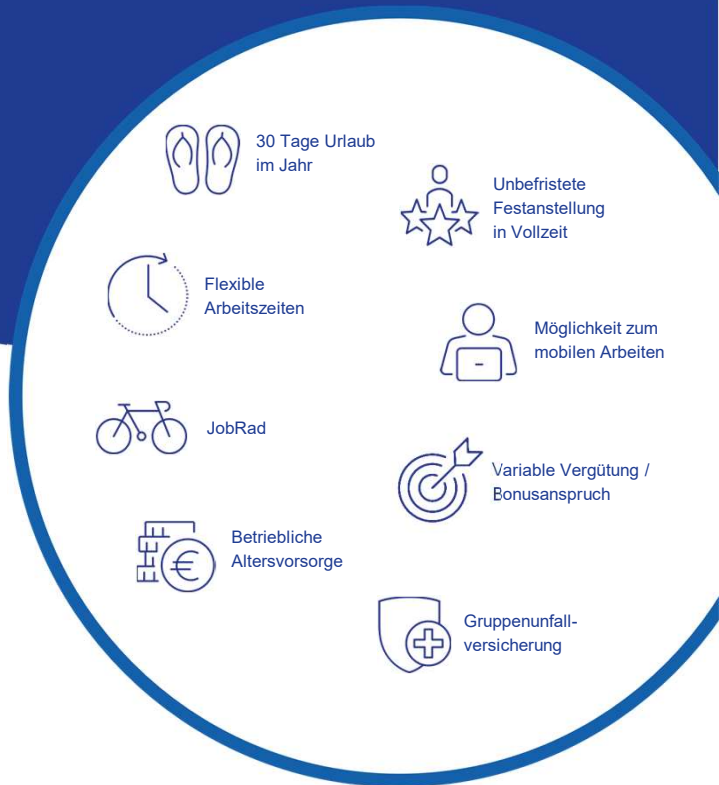 30 Tage Urlaub
im Jahr
Unbefristete
Festanstellung
in Vollzeit
Flexible
Arbeitszeiten
Möglichkeit zum
mobilen Arbeiten
JobRad
Variable Vergütung /
Bonusanspruch
Betriebliche
Altersvorsorge
Gruppenunfall-
versicherung